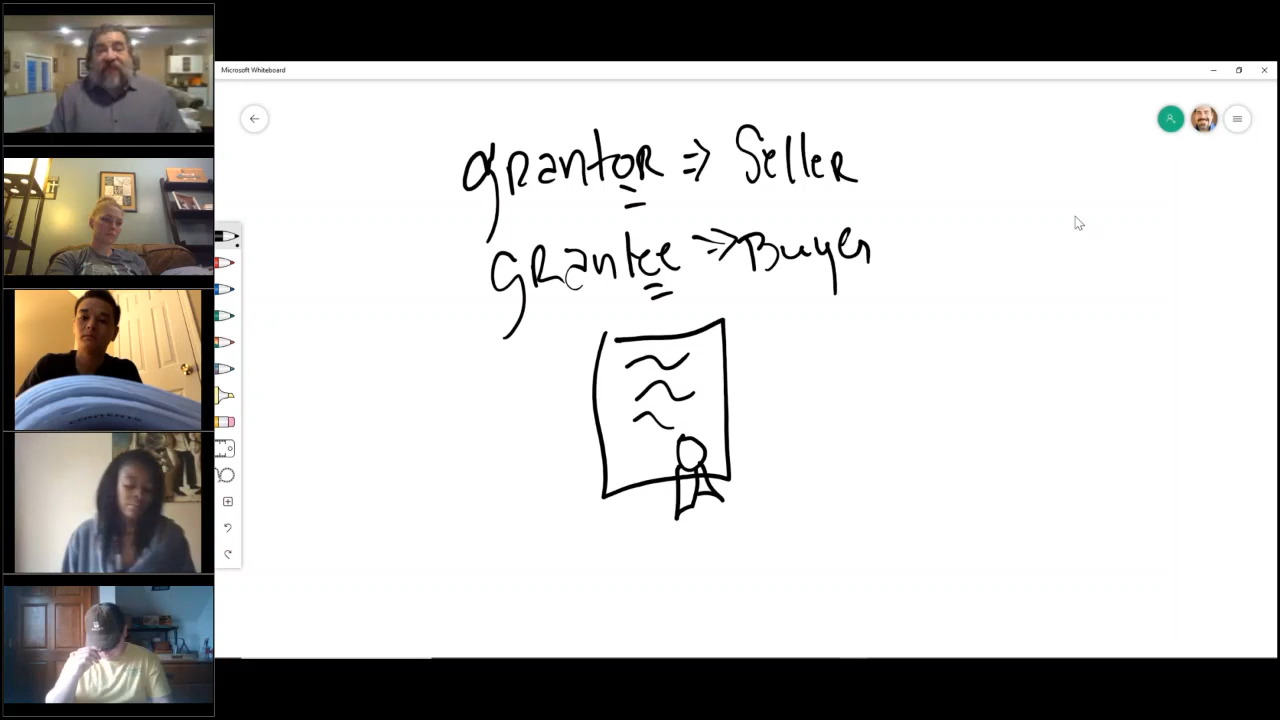 Microsoft Whiteboard
grantor => Seller
grantee => Buyer